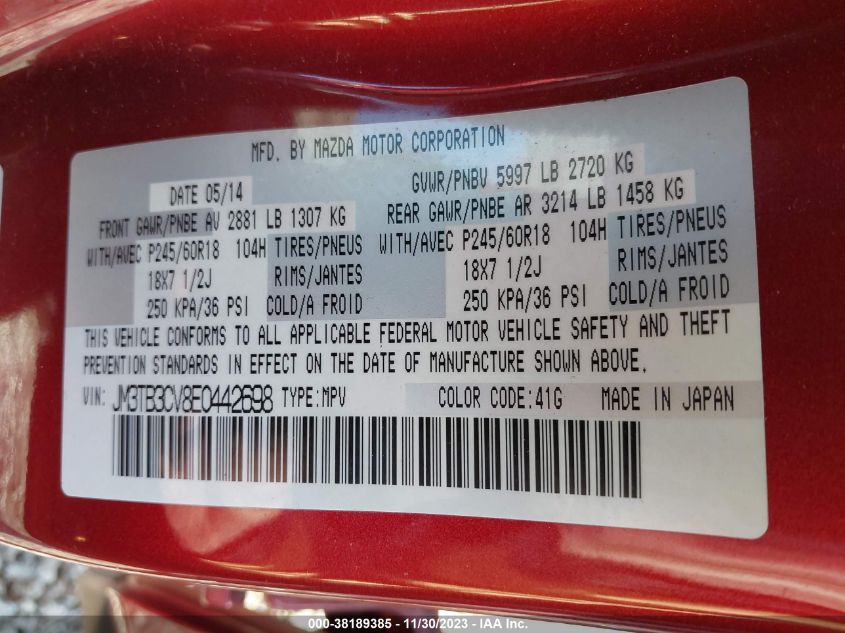 MFD. BY MAZDA MOTOR CORPORATION
DATE 05/14
GVWR/PNBV 5997 LB 2720 KG
FRONT GAWR/PNBE AV 2881 LB 1307 KG
REAR GAWR/PNBE AR 3214 LB 1458 KG
WITH/AVEC P245/60R18 104H TIRES/PNEUS
WITH/AVEC P245/60R18 104H TIRES/PNEUS
18X7 1/2J RIMS/JANTES
18X7 1/2J RIMS/JANTES
250 KPA/36 PSI COLD/A FROID
250 KPA/36 PSI COLD/A FROID
THIS VEHICLE CONFORMS TO ALL APPLICABLE FEDERAL MOTOR VEHICLE SAFETY AND THEFT
PREVENTION STANDARDS IN EFFECT ON THE DATE OF MANUFACTURE SHOWN ABOVE.
VIN: JM3TB3CV8E0442698 TYPE:MPV COLOR CODE:41G MADE IN JAPAN
000-38189385 - 11/30/2023 - IAA Inc.